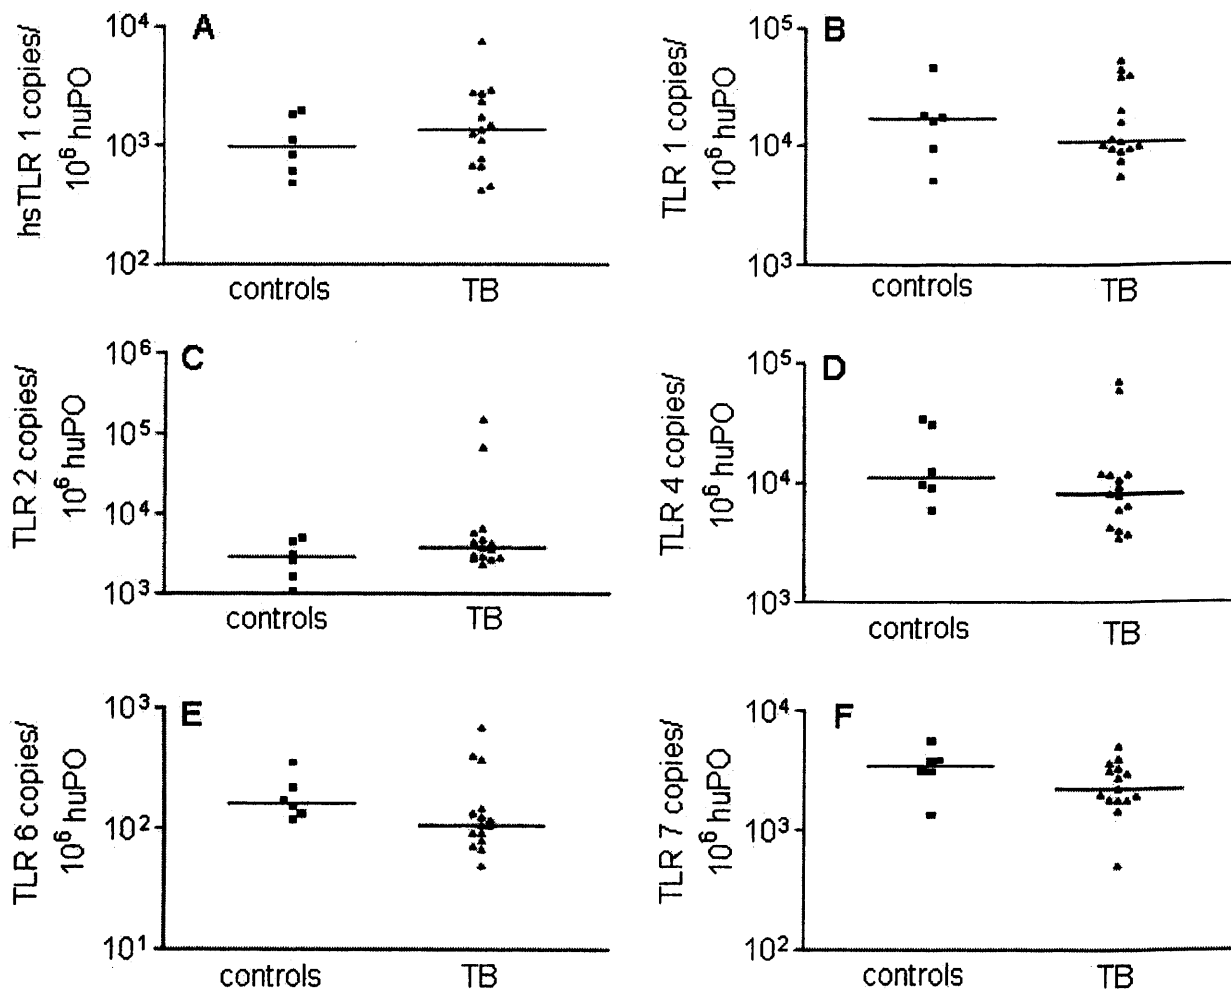 A
hsTLR 1 copies/
10⁶ huPO
10⁴
10³
10²
controls TB
B
TLR 1 copies/
10⁶ huPO
10⁵
10⁴
10³
controls TB
C
TLR 2 copies/
10⁶ huPO
10⁶
10⁵
10⁴
10³
controls TB
D
TLR 4 copies/
10⁶ huPO
10⁵
10⁴
10³
controls TB
E
TLR 6 copies/
10⁶ huPO
10³
10²
10¹
controls TB
F
TLR 7 copies/
10⁶ huPO
10⁴
10³
10²
controls TB